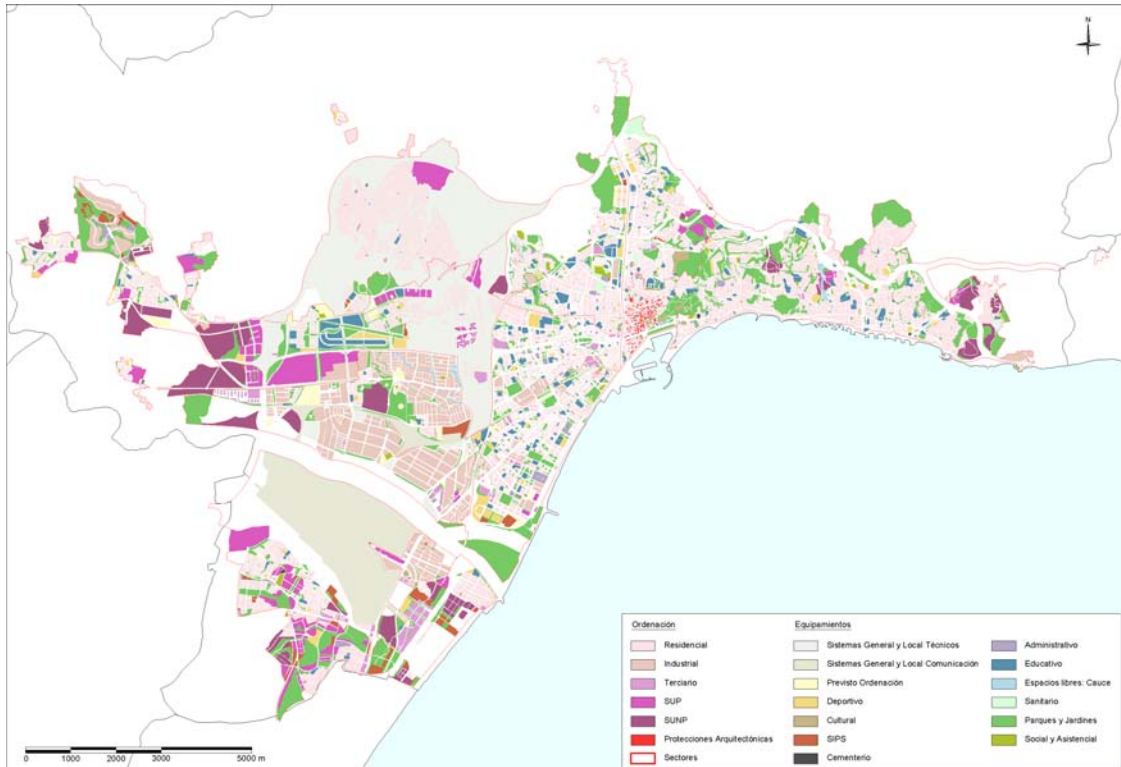 N
Ordenación
Residencial
Industrial
Terciario
SUP
SUNP
Protecciones Arquitectónicas
Sectores
Equipamientos
Sistemas General y Local Técnicos
Sistemas General y Local Comunicación
Previsto Ordenación
Deportivo
Cultural
SIPS
Cementerio
Administrativo
Educativo
Espacios libres: Cauce
Sanitario
Parques y Jardines
Social y Asistencial
0 1000 2000 3000 5000 m